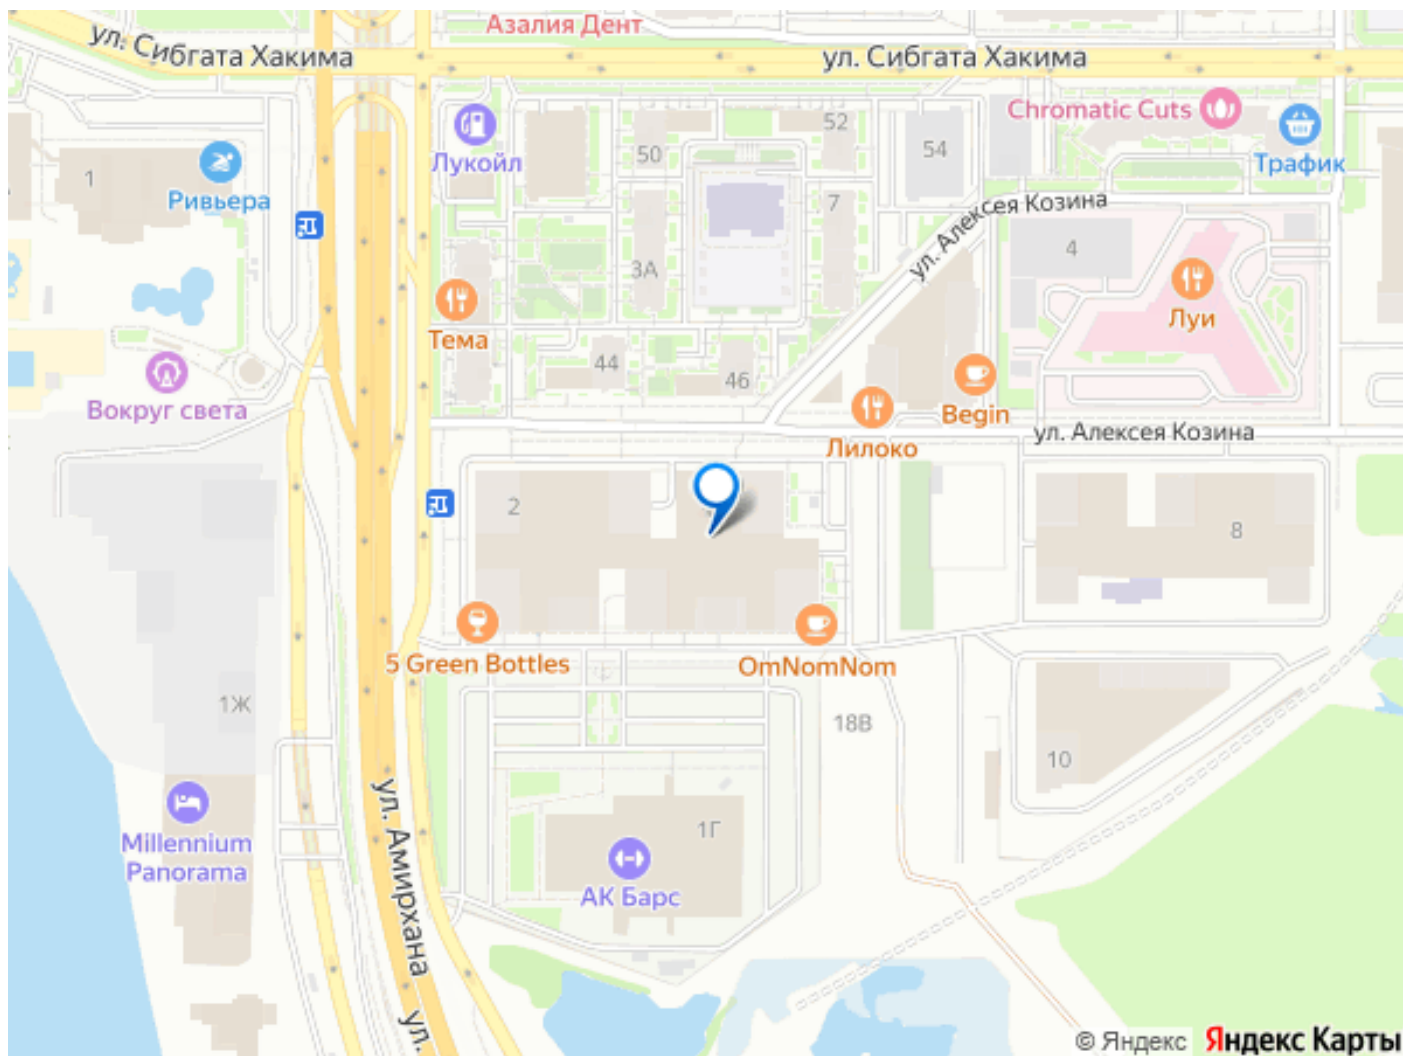 Азалия Дент
ул. Сибгата Хакима
ул. Сибгата Хакима
Chromatic Cuts
Трафик
Лукойл
50
52
54
1
Ривьера
7
ул. Алексея Козина
4
3А
Луи
Тема
44
46
Вокруг света
Begin
Лилоко
ул. Алексея Козина
2
8
5 Green Bottles
OmNomNom
1Ж
18В
10
Millennium
Panorama
ул. Амирхана
1Г
АК Барс
ул.
© Яндекс Яндекс Карты